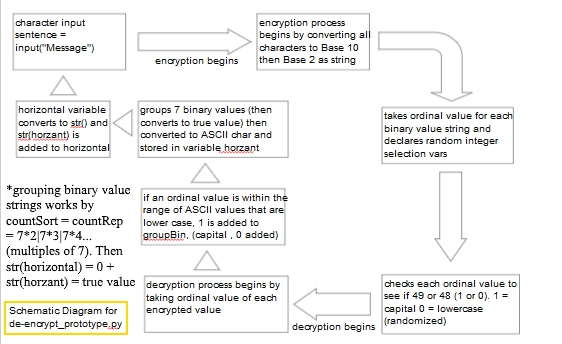 character input
sentence =
input("Message")
encryption begins
encryption process
begins by converting all
characters to Base 10
then Base 2 as string
takes ordinal value for each
binary value string and
declares random integer
selection vars
checks each ordinal value to
see if 49 or 48 (1 or 0). 1 =
capital 0 = lowercase
(randomized)
decryption begins
decryption process begins by
taking ordinal value of each
encrypted value
if an ordinal value is within the
range of ASCII values that are
lower case, 1 is added to
groupBin, (capital , 0 added)
groups 7 binary values (then
converts to true value) then
converted to ASCII char and
stored in variable horzant
horizontal variable
converts to str() and
str(horzant) is
added to horizontal
*grouping binary value
strings works by
countSort = countRep
= 7*2|7*3|7*4...
(multiples of 7). Then
str(horizontal) = 0 +
str(horzant) = true value
Schematic Diagram for
de-encrypt_prototype.py